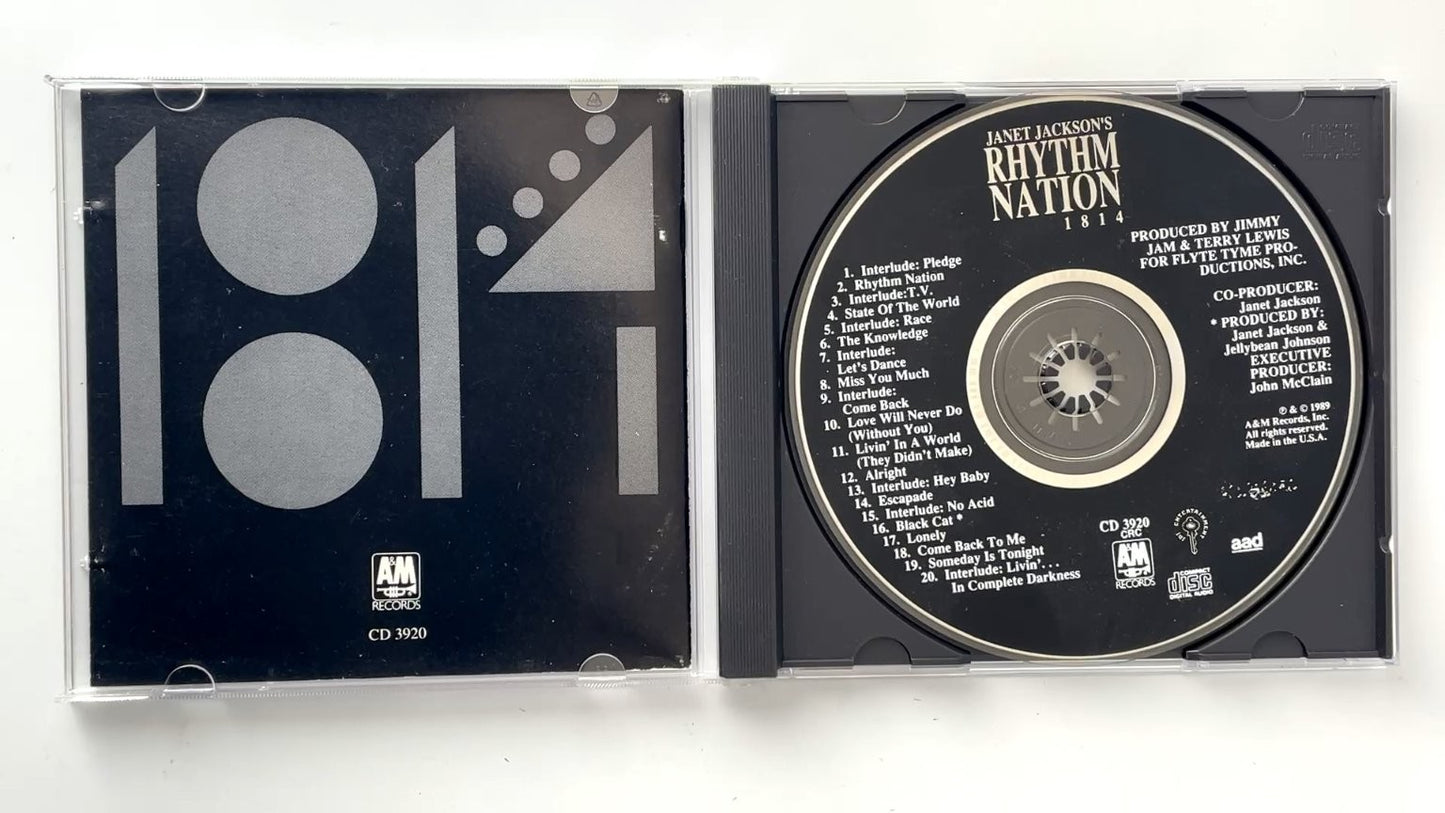 1814
A&M
RECORDS
CD 3920
JANET JACKSON'S
RHYTHM
NATION
1814
PRODUCED BY JIMMY
JAM & TERRY LEWIS
FOR FLYTE TYME PRO-
DUCTIONS, INC.
CO-PRODUCER:
Janet Jackson
* PRODUCED BY:
Janet Jackson &
Jellybean Johnson
EXECUTIVE
PRODUCER:
John McClain
℗ & © 1989
A&M Records, Inc.
All rights reserved.
Made in the U.S.A.
1. Interlude: Pledge
2. Rhythm Nation
3. Interlude:T.V.
4. State Of The World
5. Interlude: Race
6. The Knowledge
7. Interlude:
Let's Dance
8. Miss You Much
9. Interlude:
Come Back
10. Love Will Never Do
(Without You)
11. Livin' In A World
(They Didn't Make)
12. Alright
13. Interlude: Hey Baby
14. Escapade
15. Interlude: No Acid
16. Black Cat *
17. Lonely
18. Come Back To Me
19. Someday Is Tonight
20. Interlude: Livin'. . .
In Complete Darkness
CD 3920
CRC
A&M
RECORDS
JDJ ENTERTAINMENT
COMPACT
disc
DIGITAL AUDIO
aad